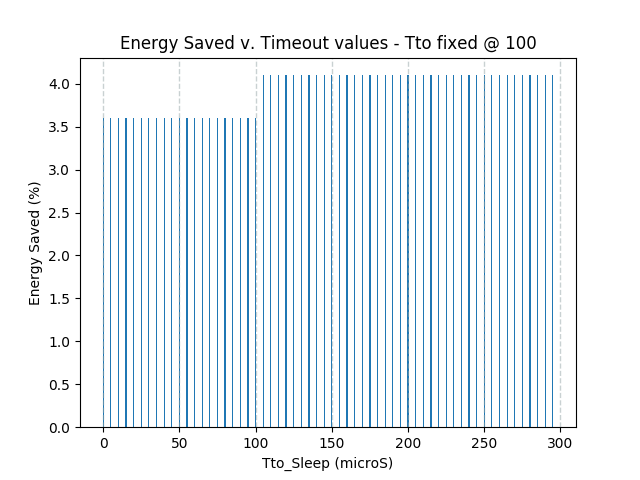 Energy Saved v. Timeout values - Tto fixed @ 100
4.0
3.5
3.0
2.5
2.0
1.5
1.0
0.5
0.0
Energy Saved (%)
0 50 100 150 200 250 300
Tto_Sleep (microS)